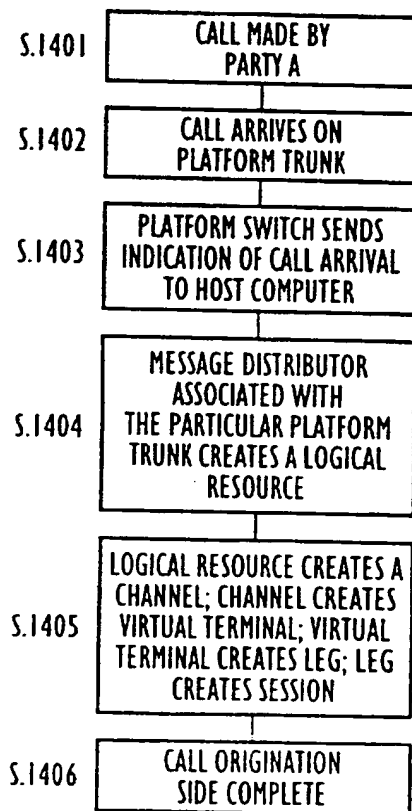 S.1401
CALL MADE BY
PARTY A
S.1402
CALL ARRIVES ON
PLATFORM TRUNK
S.1403
PLATFORM SWITCH SENDS
INDICATION OF CALL ARRIVAL
TO HOST COMPUTER
S.1404
MESSAGE DISTRIBUTOR
ASSOCIATED WITH
THE PARTICULAR PLATFORM
TRUNK CREATES A LOGICAL
RESOURCE
S.1405
LOGICAL RESOURCE CREATES A
CHANNEL; CHANNEL CREATES
VIRTUAL TERMINAL; VIRTUAL
TERMINAL CREATES LEG; LEG
CREATES SESSION
S.1406
CALL ORIGINATION
SIDE COMPLETE